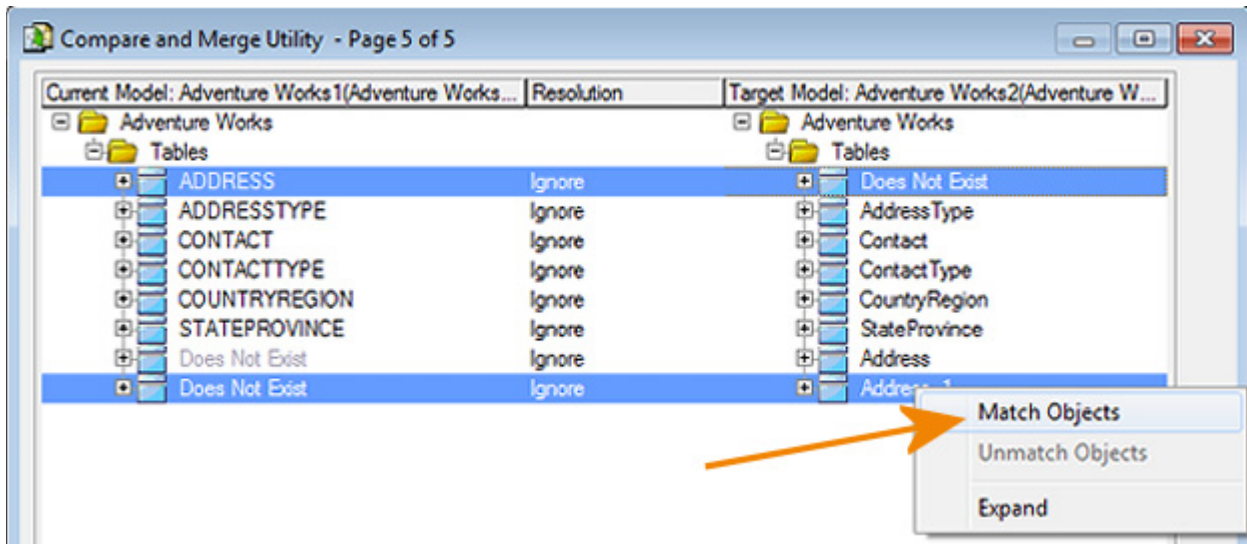 Compare and Merge Utility - Page 5 of 5
Current Model: Adventure Works1(Adventure Works... Resolution Target Model: Adventure Works2(Adventure W...
Adventure Works Adventure Works
Tables Tables
ADDRESS Ignore Does Not Exist
ADDRESSTYPE Ignore AddressType
CONTACT Ignore Contact
CONTACTTYPE Ignore ContactType
COUNTRYREGION Ignore CountryRegion
STATEPROVINCE Ignore StateProvince
Does Not Exist Ignore Address
Does Not Exist Ignore Address_1
Match Objects
Unmatch Objects
Expand